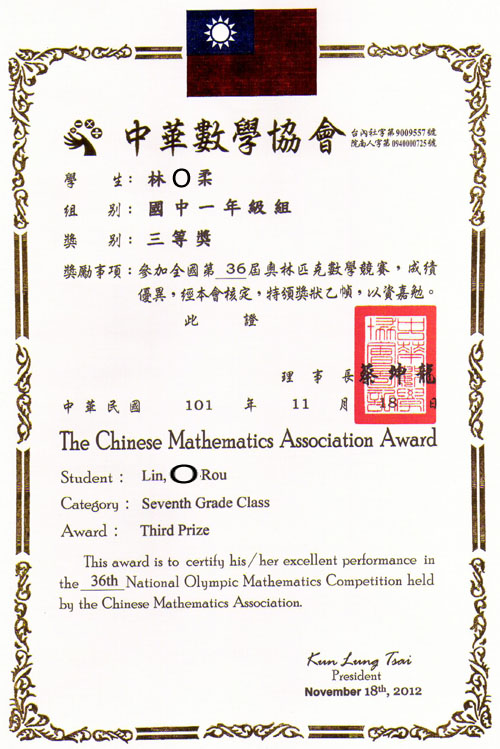 中華數學協會
台內社字第9009557號
院南人字第0940000725號
學 生：林 柔
組 別：國中一年級組
獎 別：三等獎
獎勵事項：參加全國第 36 屆奧林匹克數學競賽，成績
優異，經本會核定，特頒獎狀乙幀，以資嘉勉。
此 證
理 事 長 蔡坤龍
中 華 民 國 101 年 11 月 18 日
The Chinese Mathematics Association Award
Student : Lin, Rou
Category : Seventh Grade Class
Award : Third Prize
This award is to certify his/her excellent performance in
the 36th National Olympic Mathematics Competition held
by the Chinese Mathematics Association.
Kun Lung Tsai
President
November 18th, 2012